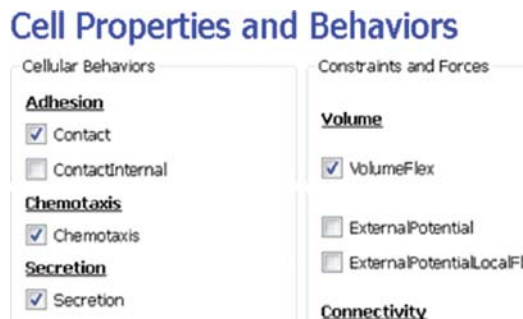 Cell Properties and Behaviors
Cellular Behaviors
Adhesion
Contact
ContactInternal
Chemotaxis
Chemotaxis
Secretion
Secretion
Constraints and Forces
Volume
VolumeFlex
ExternalPotential
ExternalPotentialLocalFl
Connectivity